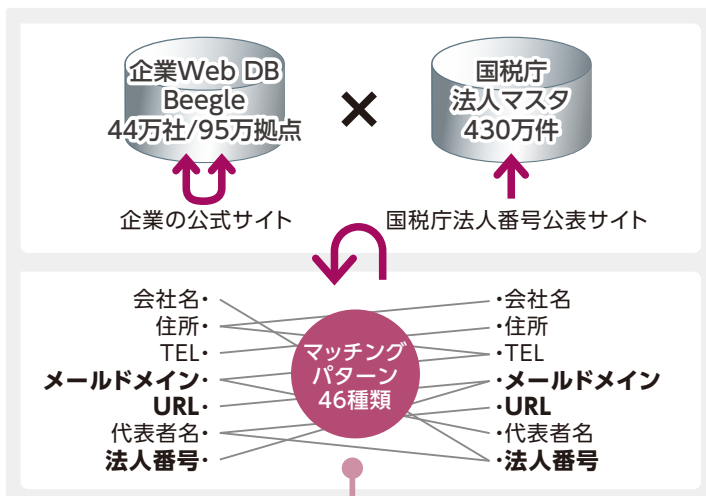 企業Web DB
Beegle
44万社/95万拠点
×
国税庁
法人マスタ
430万件
企業の公式サイト
国税庁法人番号公表サイト
会社名・
住所・
TEL・
メールドメイン・
URL・
代表者名・
法人番号・
マッチング
パターン
46種類
・会社名
・住所
・TEL
・メールドメイン
・URL
・代表者名
・法人番号